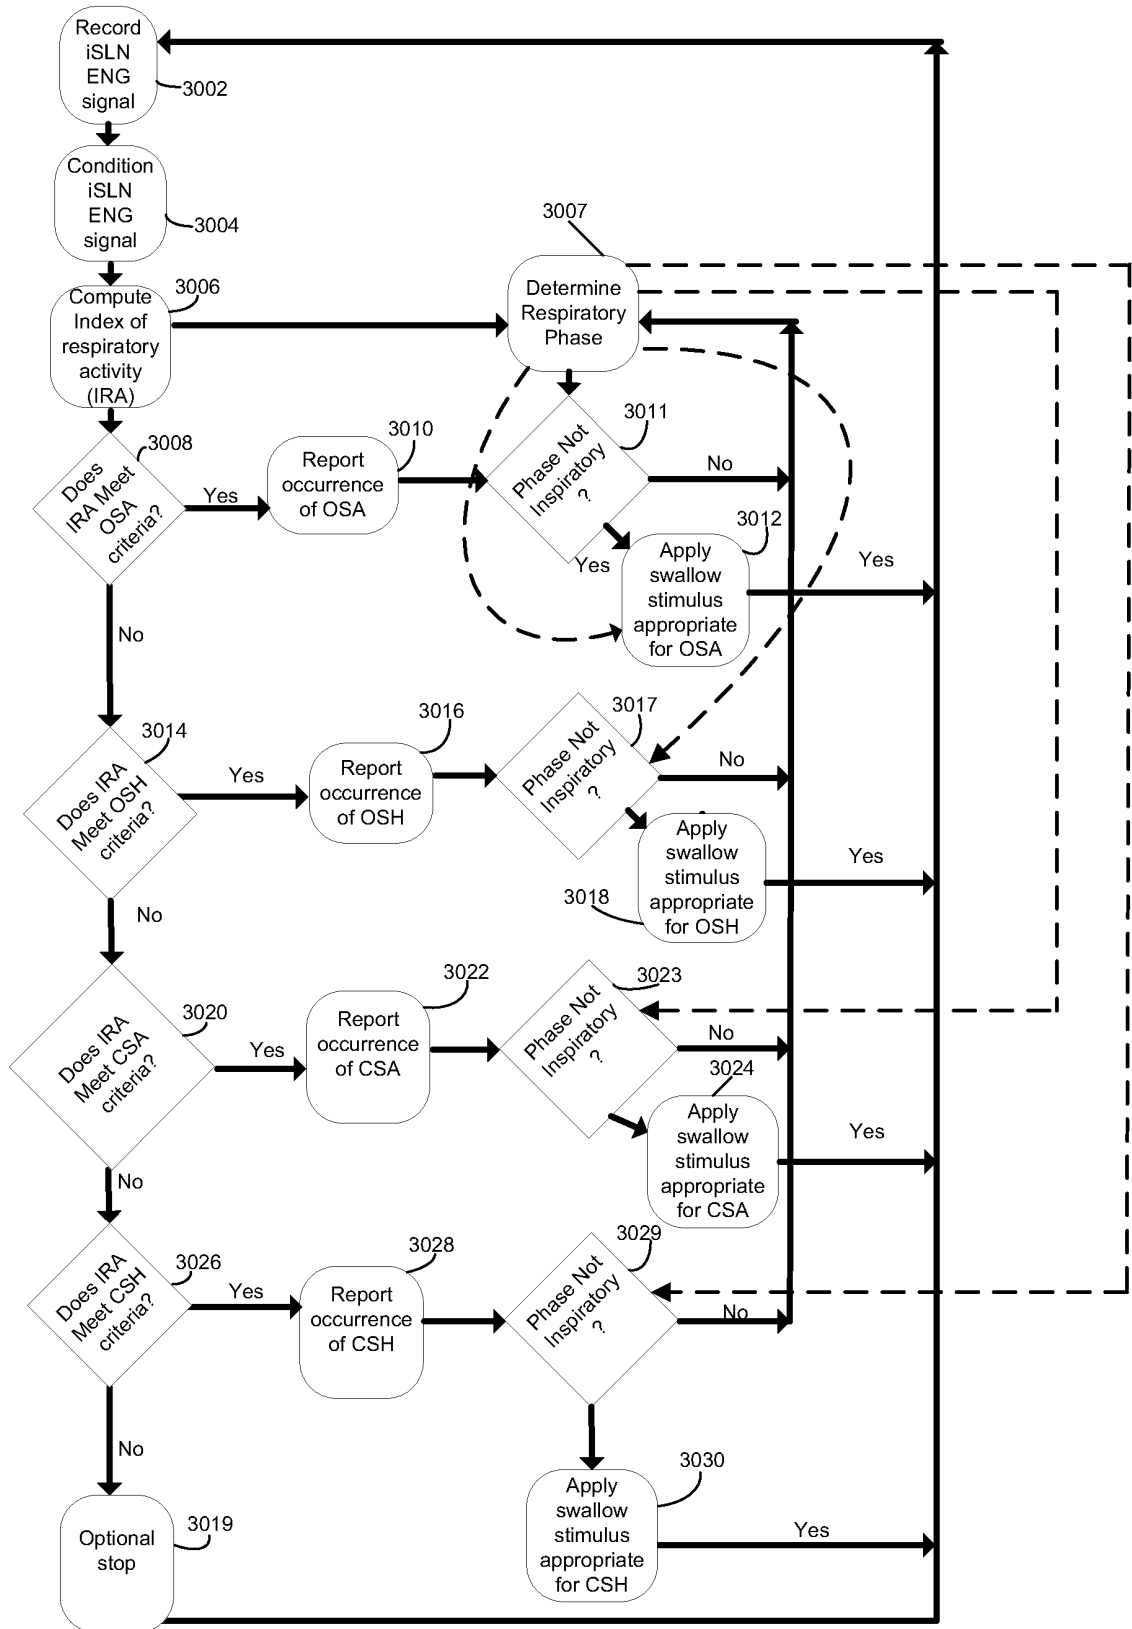 Record
iSLN
ENG
signal
3002
Condition
iSLN
ENG
signal
3004
3007
3006
Compute
Index of
respiratory
activity
(IRA)
Determine
Respiratory
Phase
3008
Does
IRA Meet
OSA
criteria?
Yes
3010
Report
occurrence
of OSA
3011
Phase Not
Inspiratory
?
No
Yes
3012
Apply
swallow
stimulus
appropriate
for OSA
Yes
No
3014
Does IRA
Meet OSH
criteria?
Yes
3016
Report
occurrence
of OSH
3017
Phase Not
Inspiratory
?
No
Apply
swallow
stimulus
appropriate
for OSH
3018
Yes
No
3020
Does IRA
Meet CSA
criteria?
Yes
3022
Report
occurrence
of CSA
3023
Phase Not
Inspiratory
?
No
3024
Apply
swallow
stimulus
appropriate
for CSA
Yes
No
3026
Does IRA
Meet CSH
criteria?
Yes
3028
Report
occurrence
of CSH
3029
Phase Not
Inspiratory
?
No
3030
Apply
swallow
stimulus
appropriate
for CSH
Yes
No
3019
Optional
stop